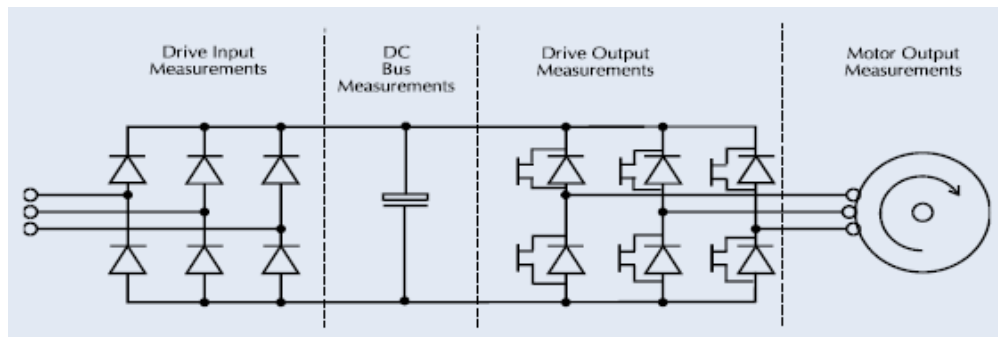 Drive Input
Measurements
DC
Bus
Measurements
Drive Output
Measurements
Motor Output
Measurements